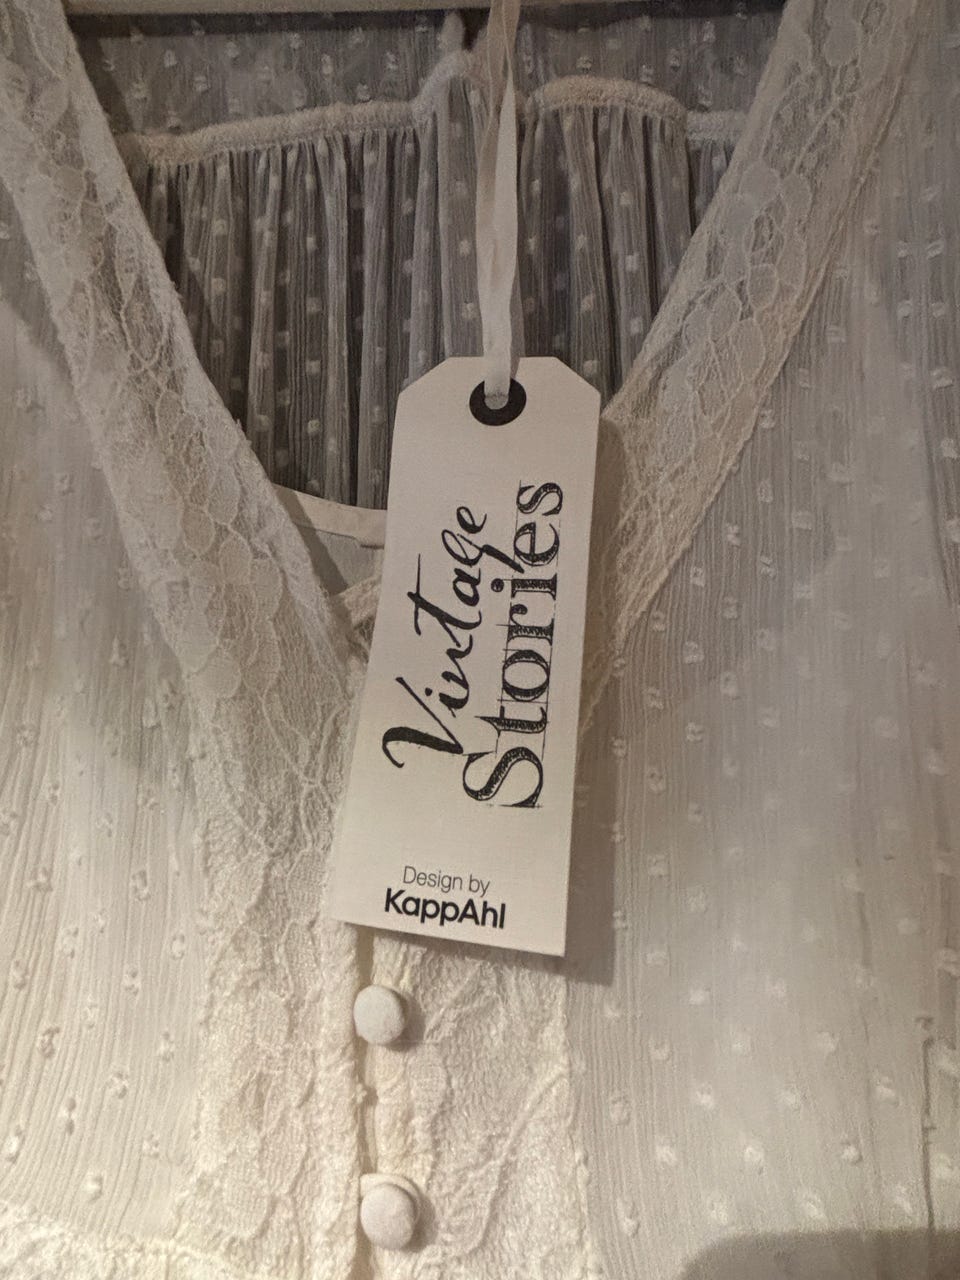 Vintage
Stories
Design by
KappAhl